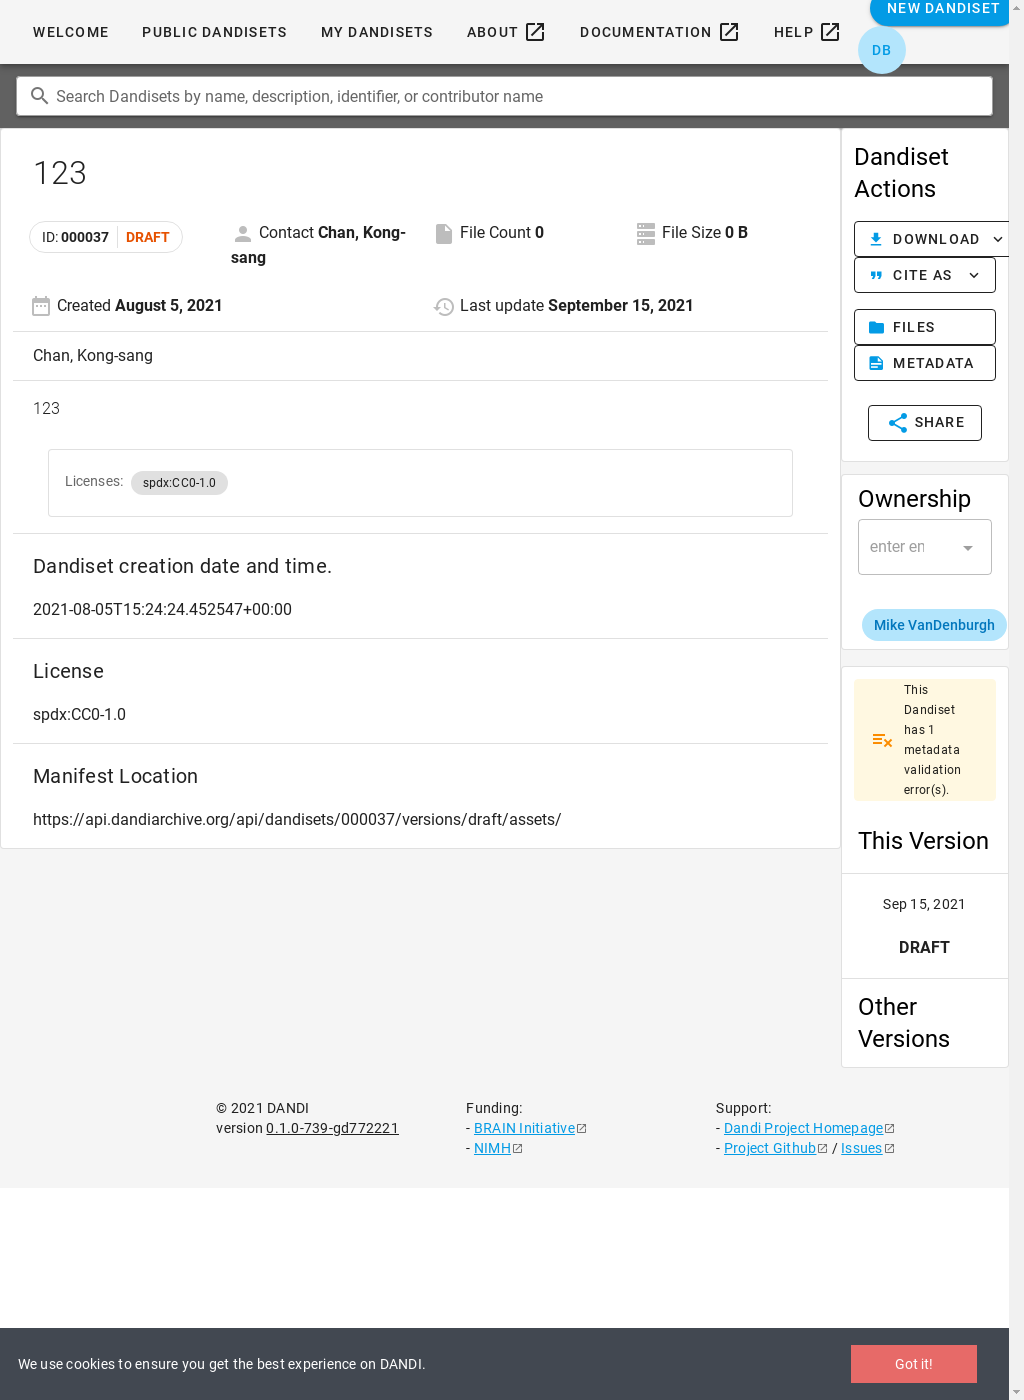 WELCOME PUBLIC DANDISETS MY DANDISETS ABOUT DOCUMENTATION HELP NEW DANDISET
DB
Search Dandisets by name, description, identifier, or contributor name
123
ID: 000037 DRAFT
Contact Chan, Kong-
sang
File Count 0
File Size 0 B
Created August 5, 2021
Last update September 15, 2021
Chan, Kong-sang
123
Licenses: spdx:CC0-1.0
Dandiset creation date and time.
2021-08-05T15:24:24.452547+00:00
License
spdx:CC0-1.0
Manifest Location
https://api.dandiarchive.org/api/dandisets/000037/versions/draft/assets/
Dandiset
Actions
DOWNLOAD
CITE AS
FILES
METADATA
SHARE
Ownership
enter en
Mike VanDenburgh
This
Dandiset
has 1
metadata
validation
error(s).
This Version
Sep 15, 2021
DRAFT
Other
Versions
© 2021 DANDI
version 0.1.0-739-gd772221
Funding:
- BRAIN Initiative
- NIMH
Support:
- Dandi Project Homepage
- Project Github / Issues
We use cookies to ensure you get the best experience on DANDI.
Got it!